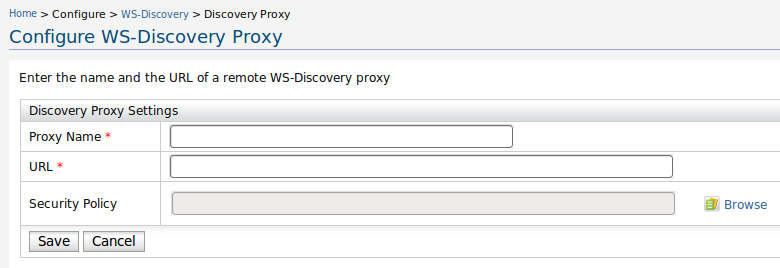 Home > Configure > WS-Discovery > Discovery Proxy
Configure WS-Discovery Proxy
Enter the name and the URL of a remote WS-Discovery proxy
Discovery Proxy Settings
Proxy Name *
URL *
Security Policy Browse
Save Cancel